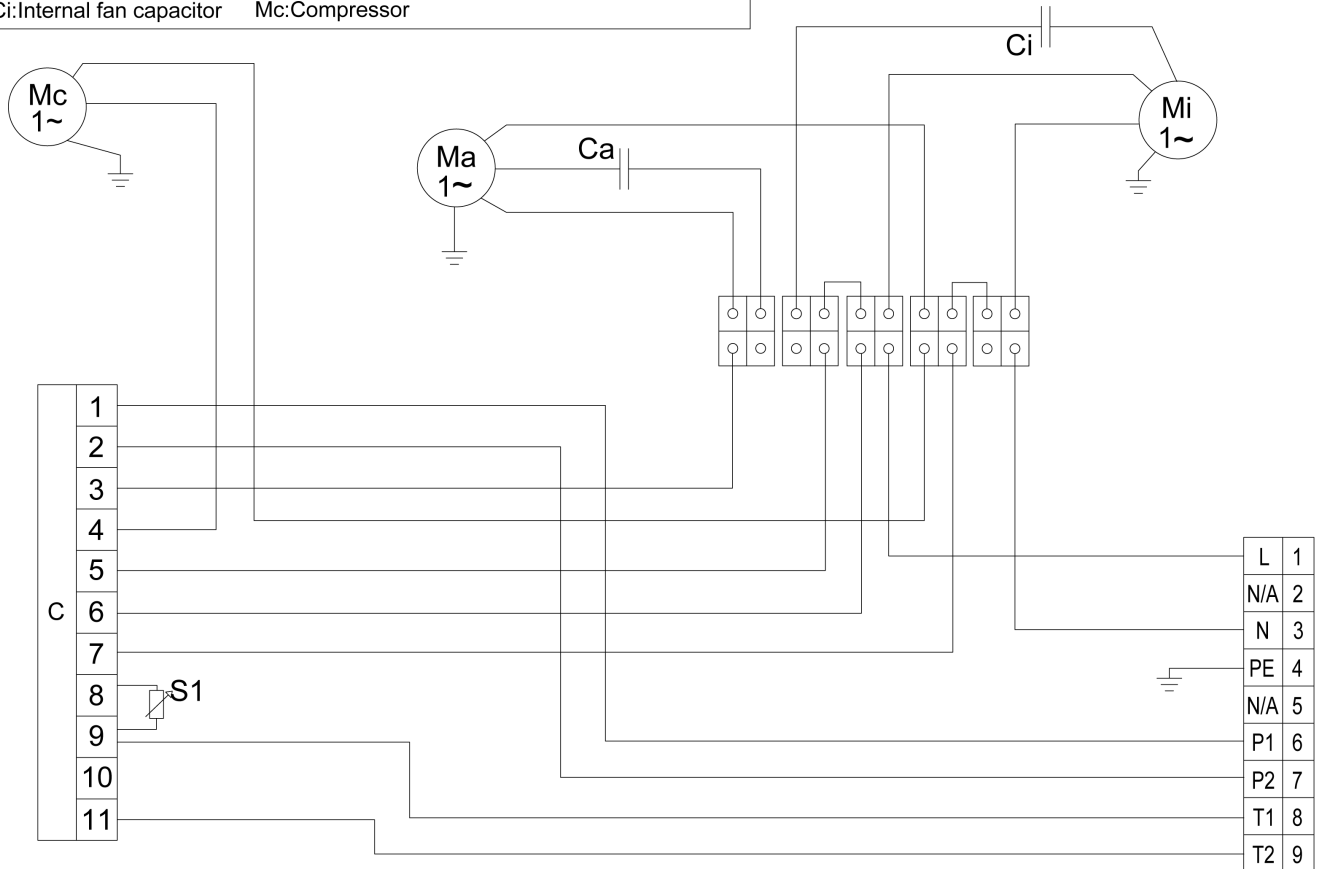 Ci:Internal fan capacitor Mc:Compressor
Ci
Mc
1~
Mi
1~
Ma
1~
Ca
1
2
3
4
5
C 6
7
8
S1
9
10
11
L 1
N/A 2
N 3
PE 4
N/A 5
P1 6
P2 7
T1 8
T2 9